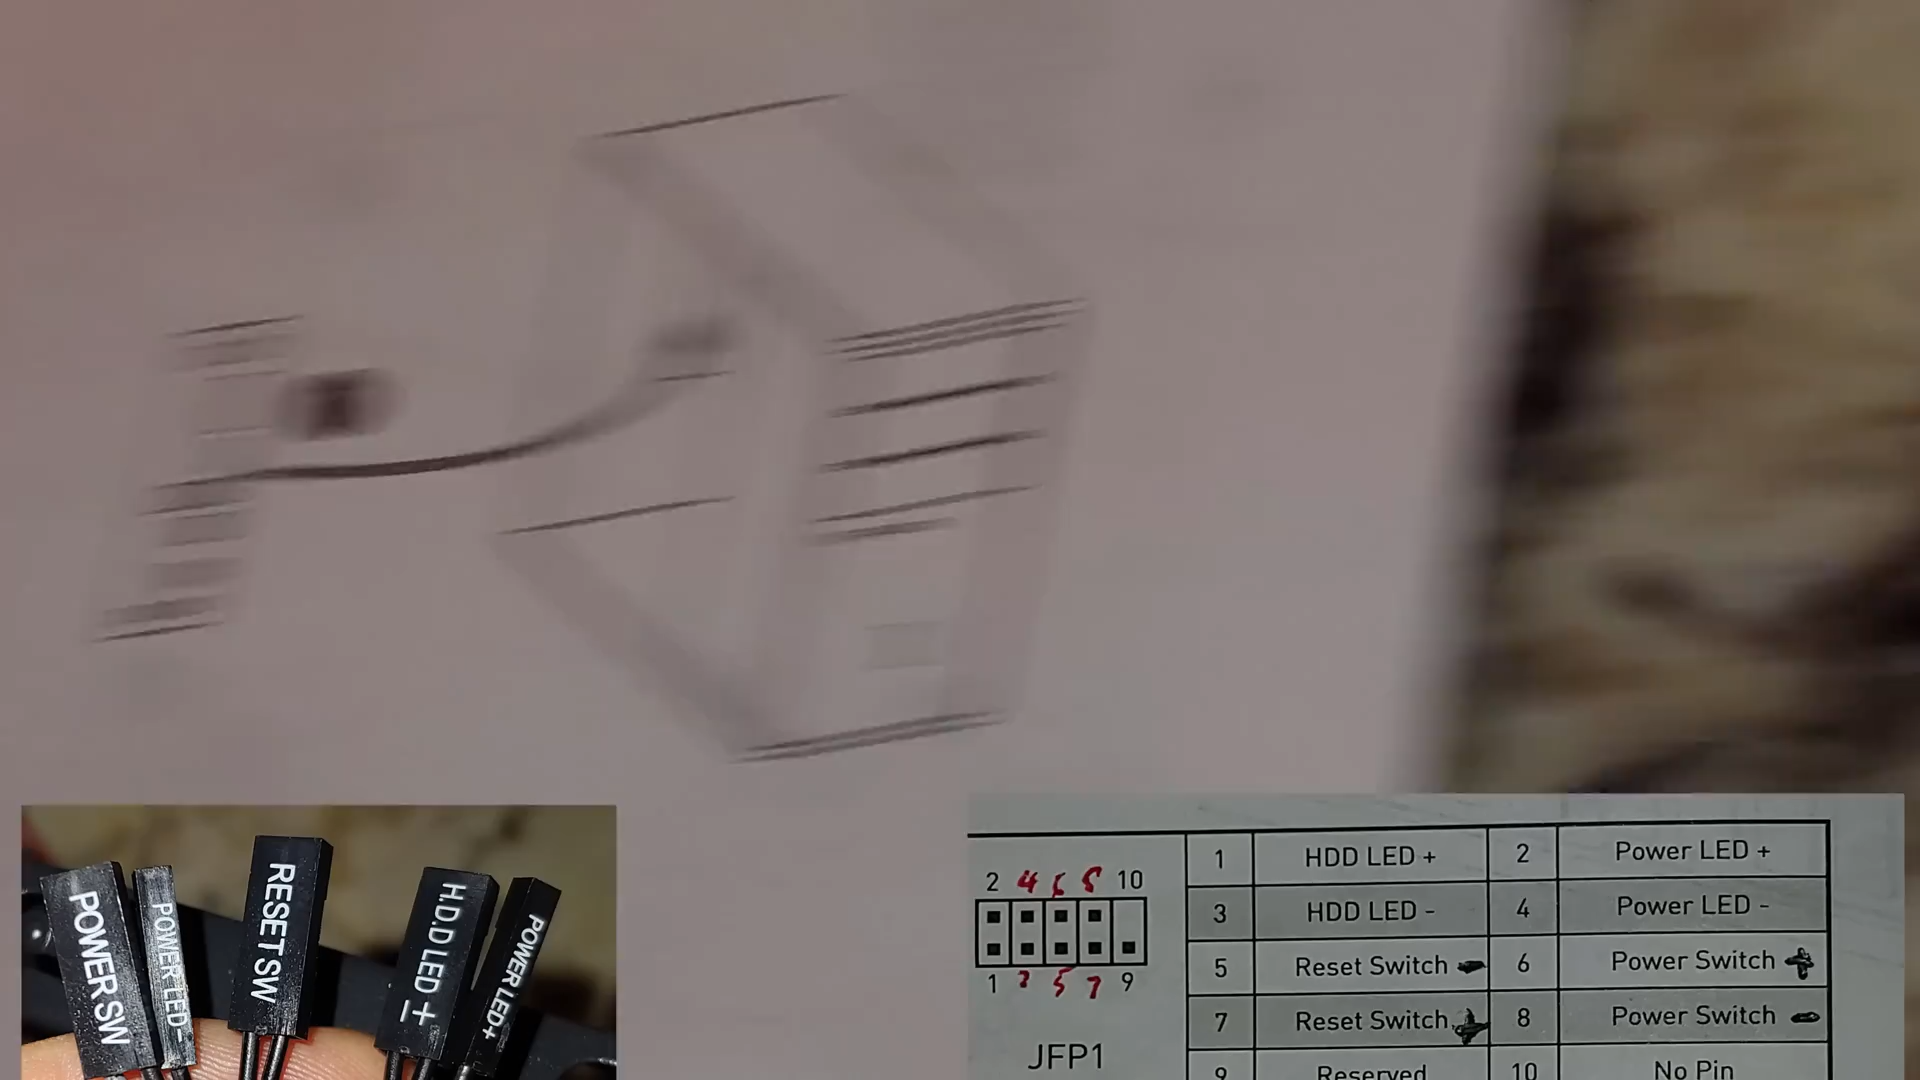 POWER SW
POWER LED-
RESET SW
H.D.D LED
- +
POWER LED+
2 4 6 8 10
1 3 5 7 9
JFP1
1 HDD LED + 2 Power LED +
3 HDD LED - 4 Power LED -
5 Reset Switch - 6 Power Switch +
7 Reset Switch + 8 Power Switch -
9 Reserved 10 No Pin